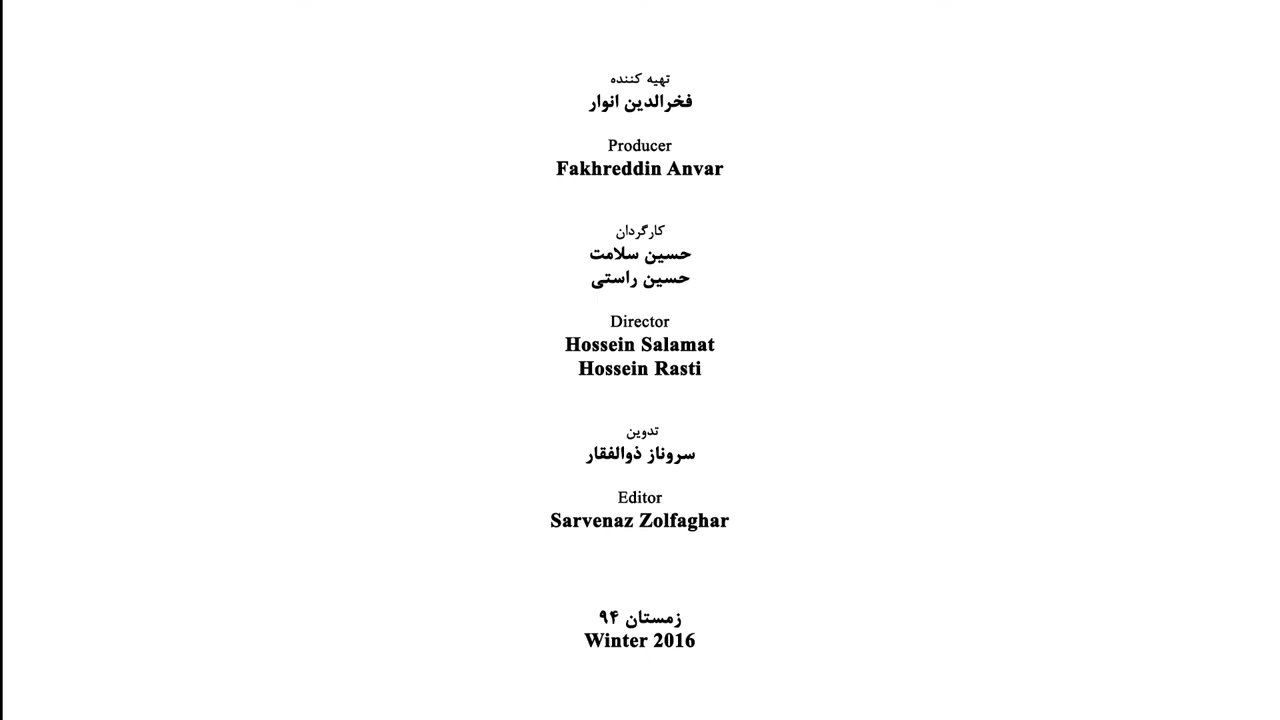 تهیه کننده
فخرالدین انوار
Producer
Fakhreddin Anvar
کارگردان
حسین سلامت
حسین راستی
Director
Hossein Salamat
Hossein Rasti
تدوین
سروناز ذوالفقار
Editor
Sarvenaz Zolfaghar
زمستان ۹۴
Winter 2016